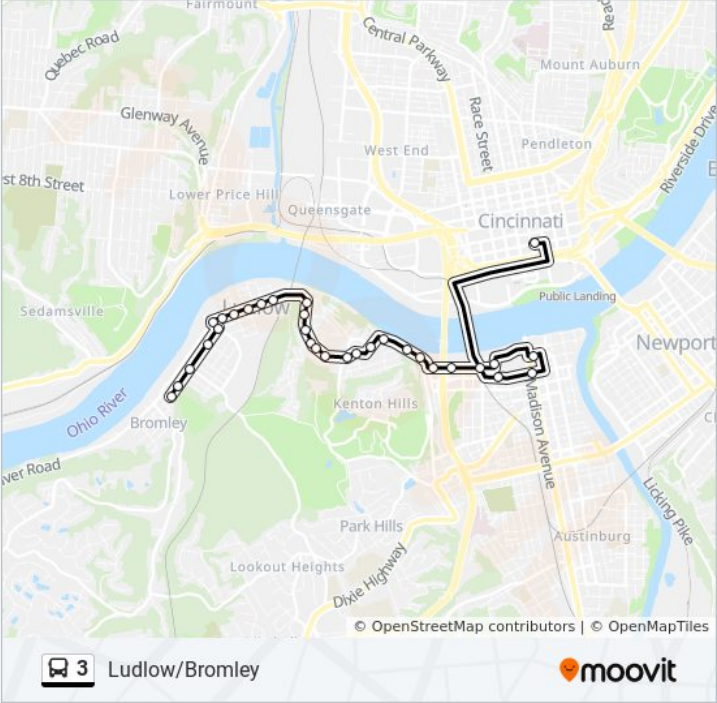 Fairmount
Quebec Road
Central Parkway
Mount Auburn
Glenway Avenue
Race Street
West End
Pendleton
Riverside Drive
st 8th Street
Lower Price Hill
Queensgate
Cincinnati
Sedamsville
Ludlow
Public Landing
Newport
Ohio River
Bromley
Kenton Hills
Madison Avenue
iver Road
Licking Pike
Park Hills
Austinburg
Lookout Heights
Dixie Highway
© OpenStreetMap contributors | © OpenMapTiles
3 Ludlow/Bromley
moovit